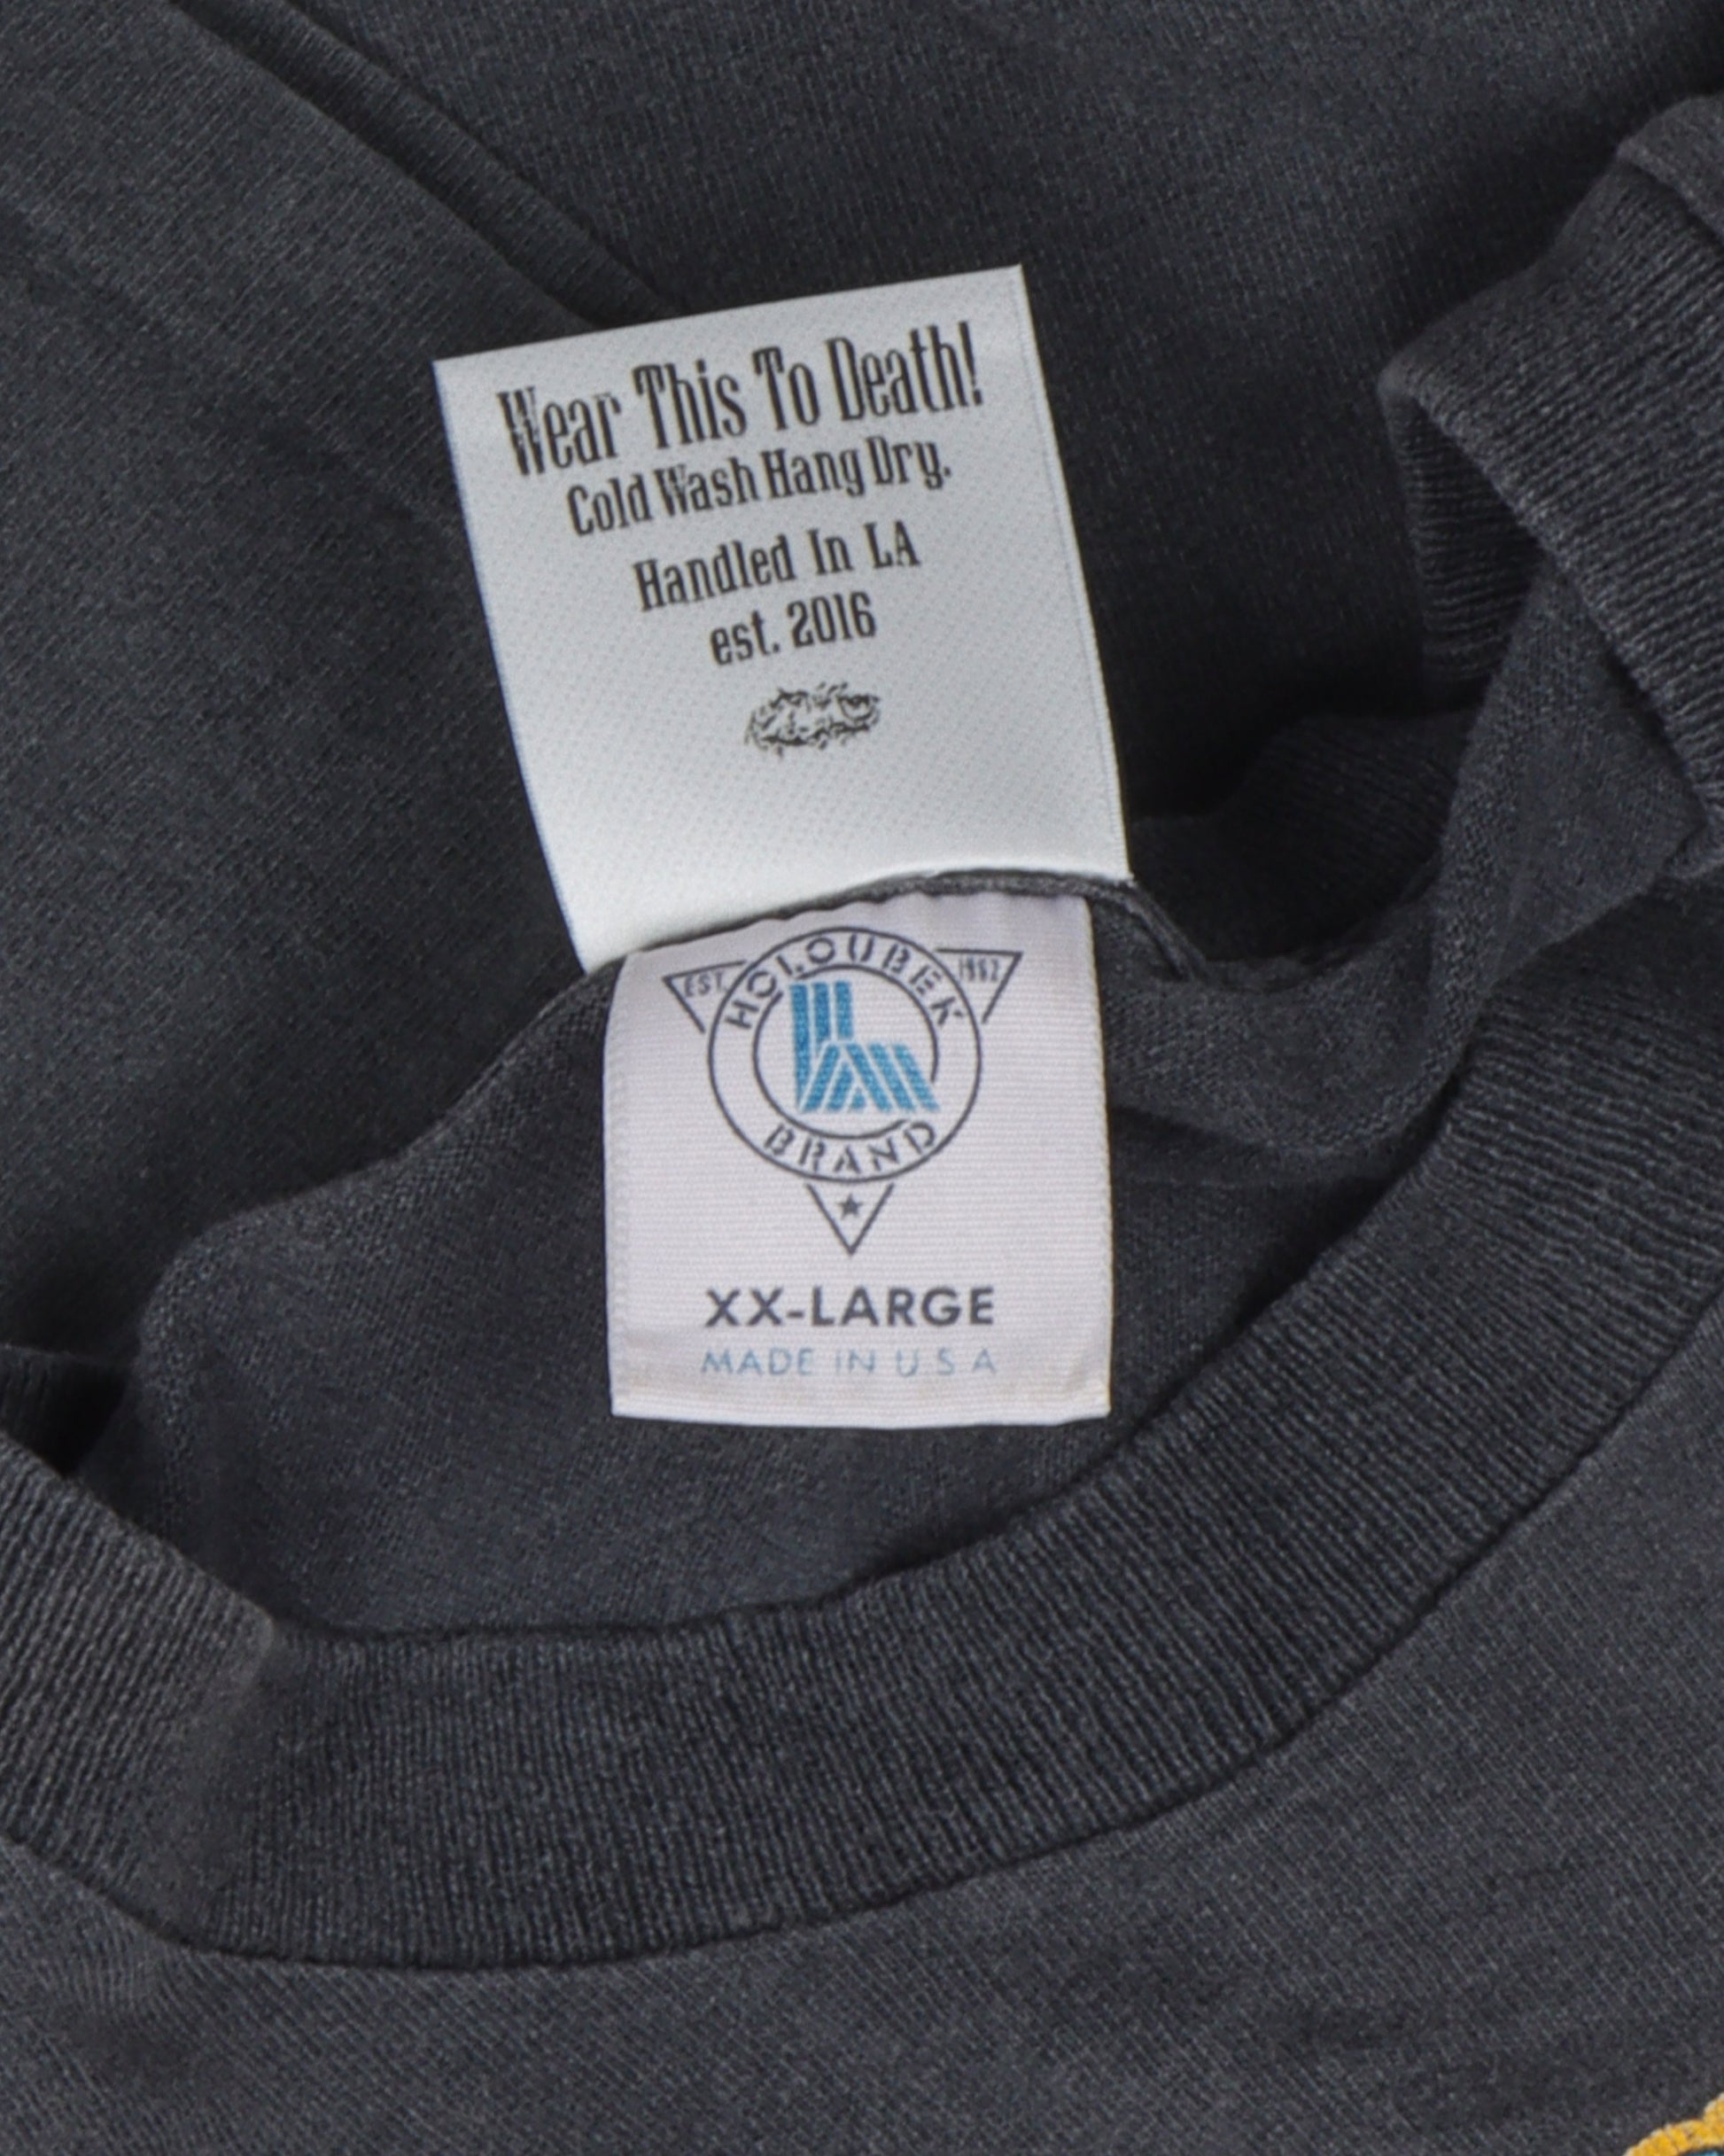 Wear This To Death!
Cold Wash Hang Dry.
Handled In LA
est. 2016
EST.
HOLOUBEK
BRAND
XX-LARGE
MADE IN U.S.A